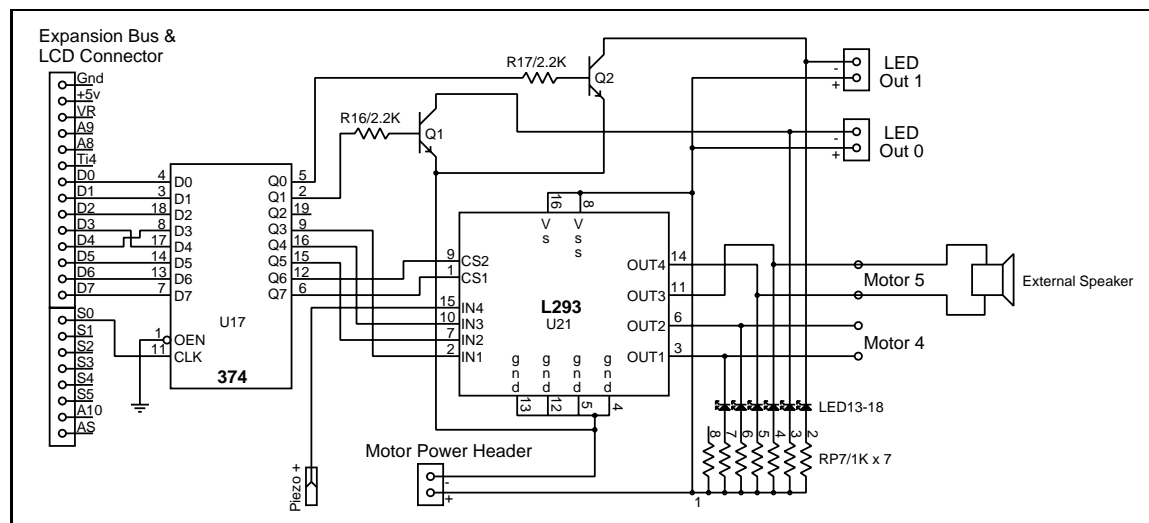 Expansion Bus &
LCD Connector
Gnd
+5v
VR
A9
A8
Ti4
D0
D1
D2
D3
D4
D5
D6
D7
S0
S1
S2
S3
S4
S5
A10
AS
4 D0 Q0 5
3 D1 Q1 2
18 D2 Q2 19
8 D3 Q3 9
17 D4 Q4 16
14 D5 Q5 15
13 D6 Q6 12
7 D7 Q7 6
U17
1 OEN
11 CLK
374
R17/2.2K
Q2
R16/2.2K
Q1
-
+
LED
Out 1
-
+
LED
Out 0
16 8
Vs Vss
9 CS2
1 CS1
15 IN4
10 IN3
7 IN2
2 IN1
L293
U21
OUT4 14
OUT3 11
OUT2 6
OUT1 3
gnd gnd gnd gnd
13 12 5 4
Motor 5
Motor 4
External Speaker
LED13-18
8 7 6 5 4 3 2
RP7/1K x 7
1
Motor Power Header
-
+
Piezo +